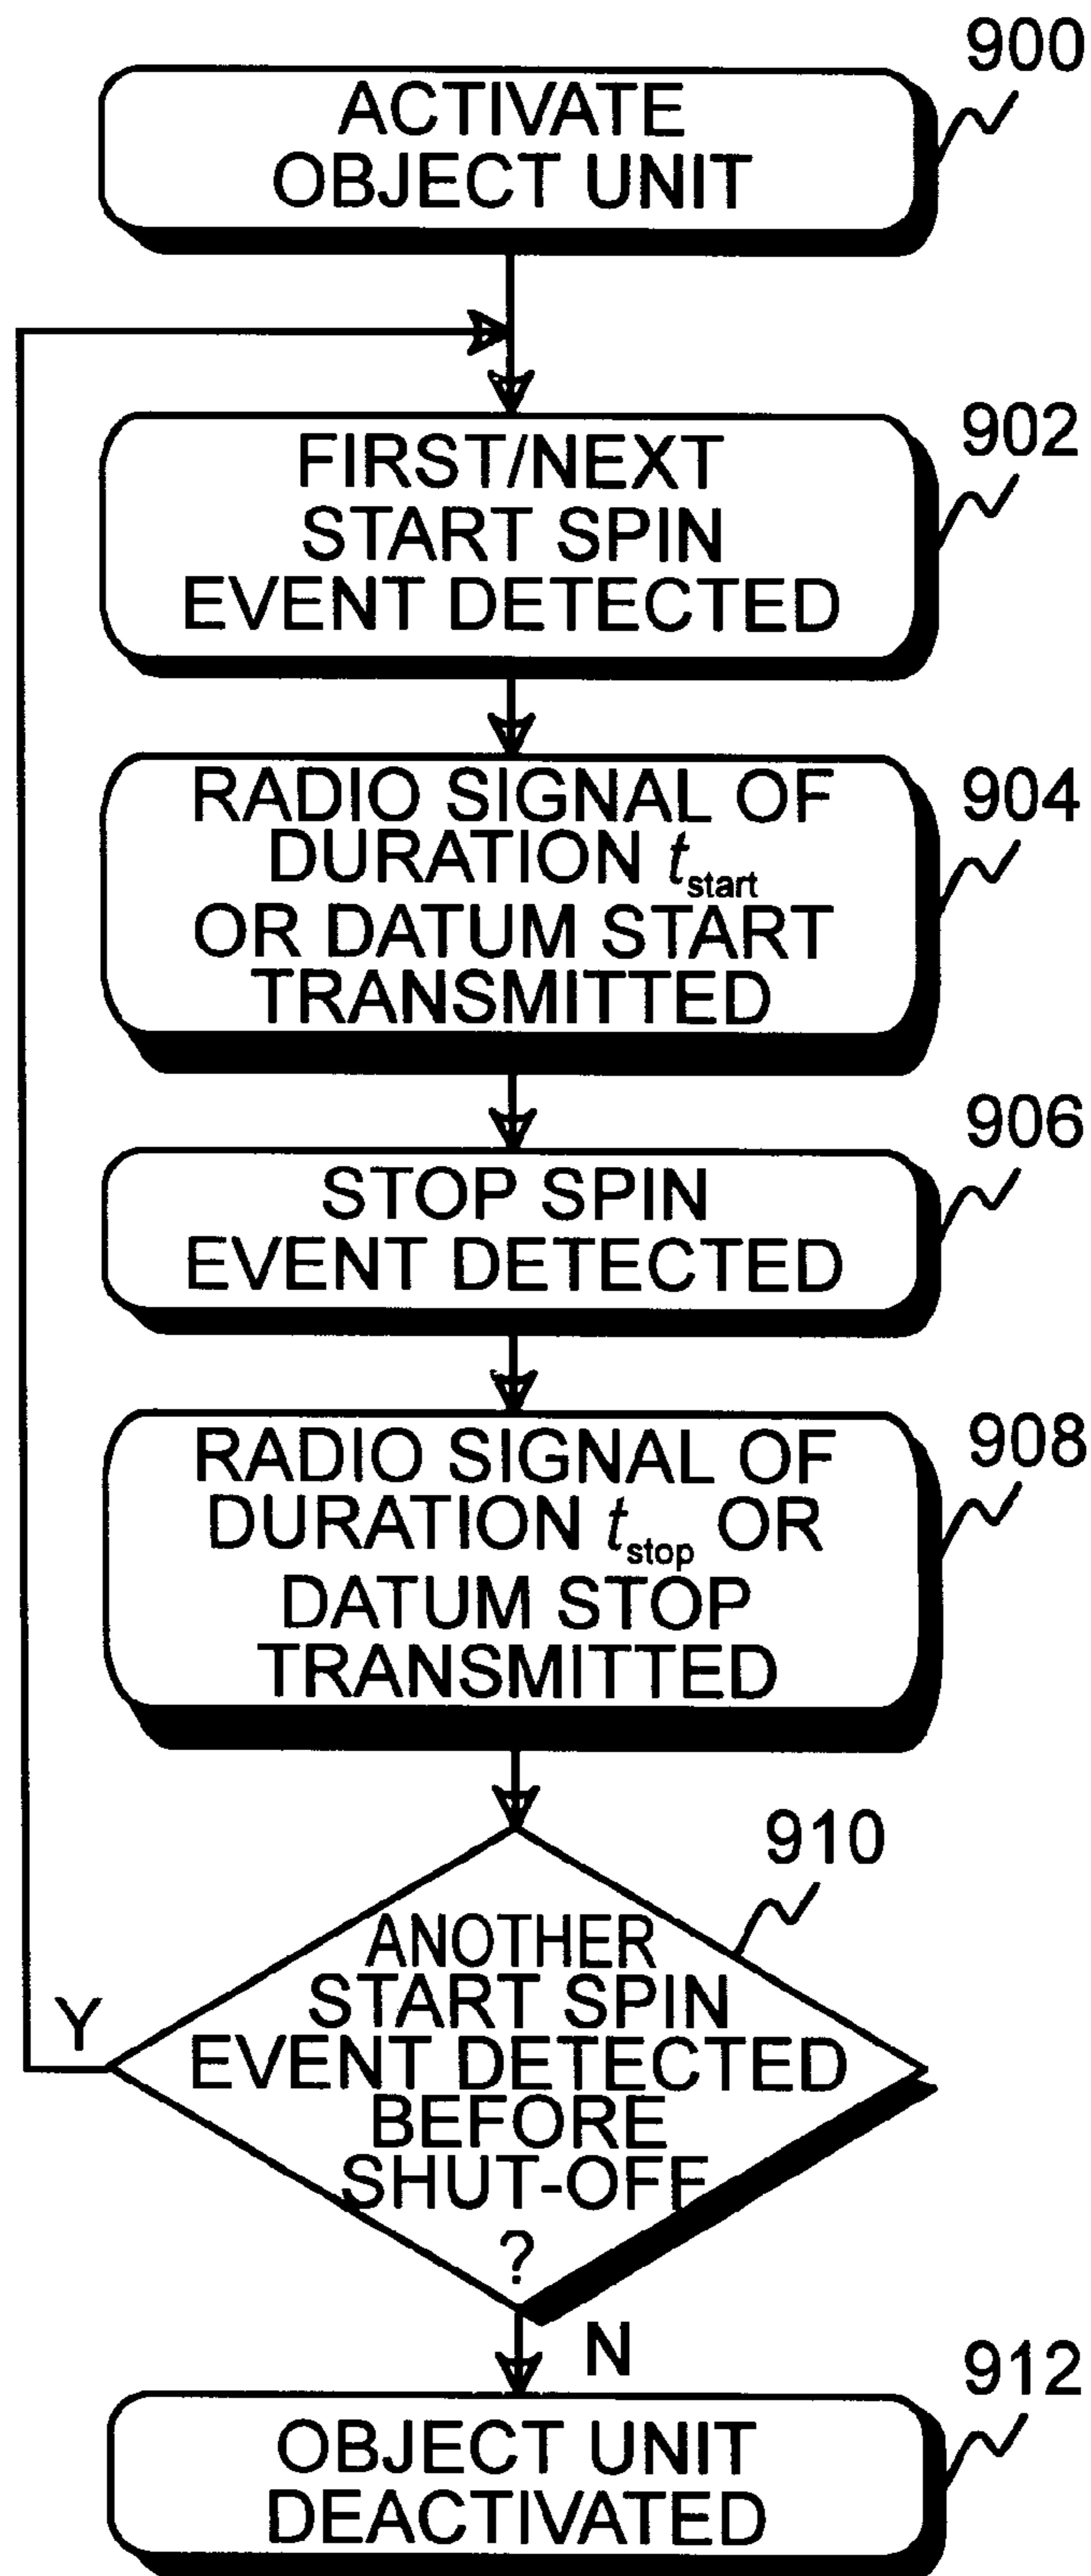 900
ACTIVATE
OBJECT UNIT
902
FIRST/NEXT
START SPIN
EVENT DETECTED
904
RADIO SIGNAL OF
DURATION t_start
OR DATUM START
TRANSMITTED
906
STOP SPIN
EVENT DETECTED
908
RADIO SIGNAL OF
DURATION t_stop OR
DATUM STOP
TRANSMITTED
910
ANOTHER
START SPIN
EVENT DETECTED
BEFORE
SHUT-OFF
?
Y
N
912
OBJECT UNIT
DEACTIVATED